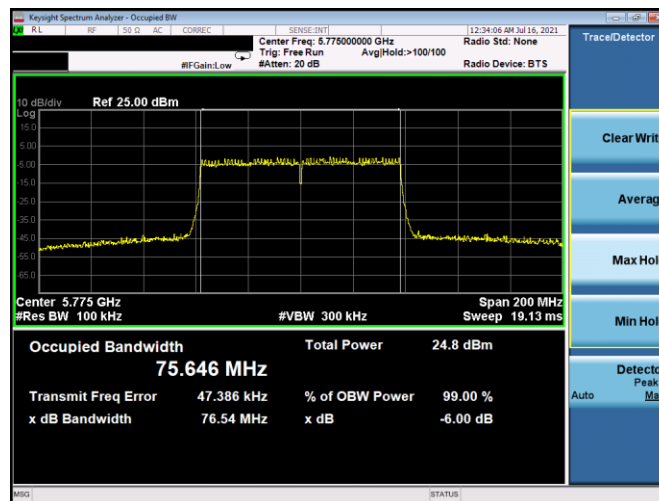 Keysight Spectrum Analyzer - Occupied BW
LXI RL RF 50 Ω AC CORREC SENSE:INT 12:34:06 AM Jul 16, 2021
Center Freq: 5.775000000 GHz Radio Std: None
Trig: Free Run Avg|Hold:>100/100
#IFGain:Low #Atten: 20 dB Radio Device: BTS
Trace/Detector
10 dB/div Ref 25.00 dBm
Log
15.0
5.00
-5.00
-15.0
-25.0
-35.0
-45.0
-55.0
-65.0
Center 5.775 GHz Span 200 MHz
#Res BW 100 kHz #VBW 300 kHz Sweep 19.13 ms
Occupied Bandwidth Total Power 24.8 dBm
75.646 MHz
Transmit Freq Error 47.386 kHz % of OBW Power 99.00 %
x dB Bandwidth 76.54 MHz x dB -6.00 dB
Clear Writ
Averag
Max Hol
Min Hol
Detecto
Peak
Auto Ma
MSG STATUS